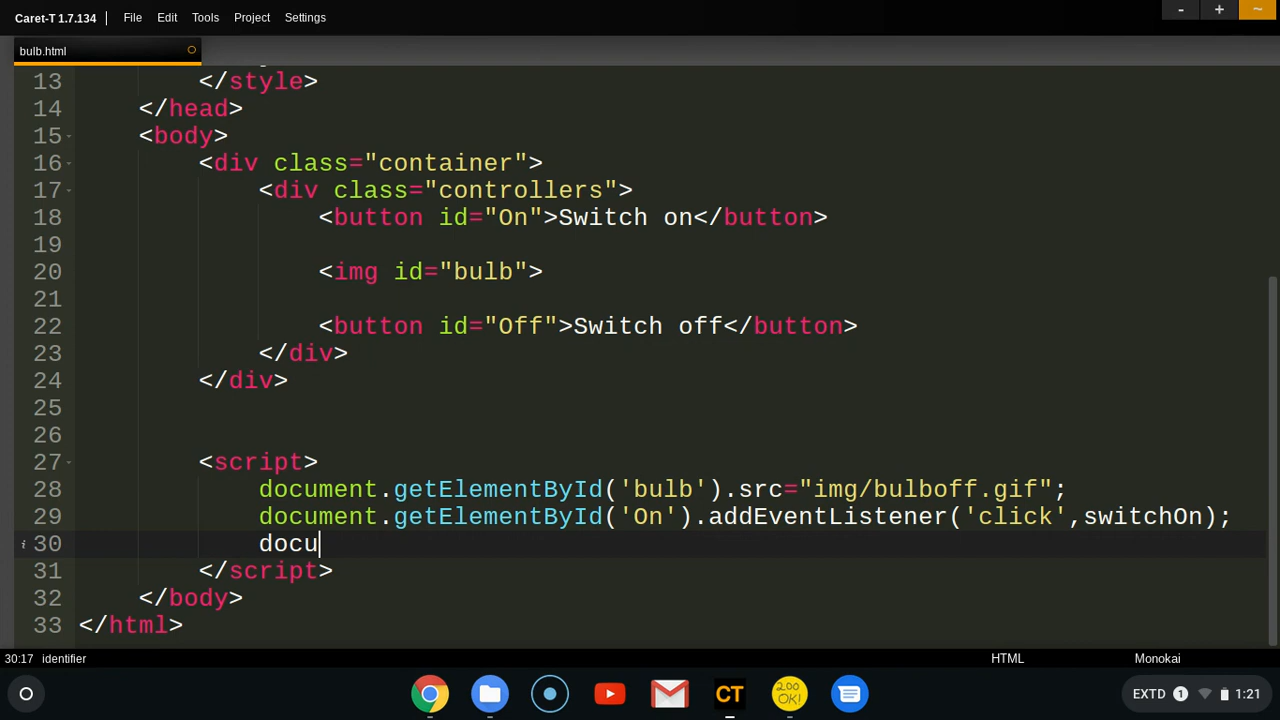 Caret-T 1.7.134 File Edit Tools Project Settings - + ~
bulb.html
13 </style>
14 </head>
15 <body>
16 <div class="container">
17 <div class="controllers">
18 <button id="On">Switch on</button>
19
20 <img id="bulb">
21
22 <button id="Off">Switch off</button>
23 </div>
24 </div>
25
26
27 <script>
28 document.getElementById('bulb').src="img/bulboff.gif";
29 document.getElementById('On').addEventListener('click',switchOn);
i 30 docu
31 </script>
32 </body>
33 </html>
30:17 identifier HTML Monokai
CT 200 OK! EXTD 1 1:21